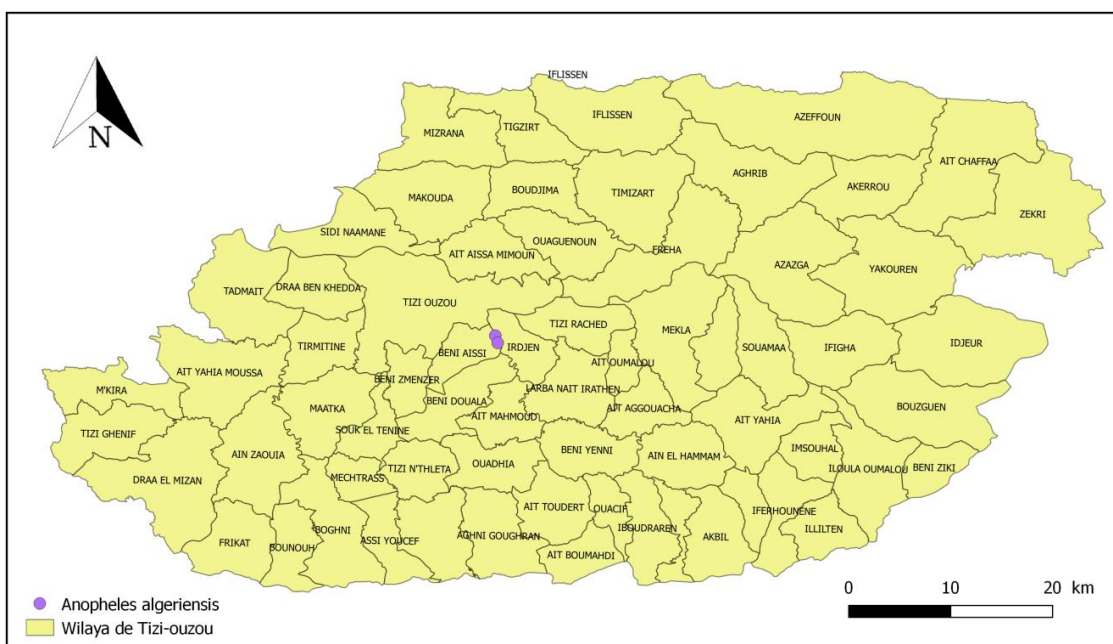 IFLISSEN
N
MIZRANA
TIGZIRT
IFLISSEN
AZEFFOUN
AIT CHAFFAA
MAKOUDA
BOUDJIMA
TIMIZART
AGHRIB
AKERROU
ZEKRI
SIDI NAAMANE
OUAGUENOUN
AIT AISSA MIMOUN
FREHA
AZAZGA
YAKOUREN
TADMAIT
DRAA BEN KHEDDA
TIZI OUZOU
TIZI RACHED
MEKLA
TIRMITINE
BENI AISSI
IRDJEN
SOUAMAA
IFIGHA
IDJEUR
AIT YAHIA MOUSSA
AIT OUMALOU
BENI ZMENZER
M'KIRA
LARBA NAIT IRATHEN
BENI DOUALA
MAATKA
AIT MAHMOUD
AIT AGGOUACHA
BOUZGUEN
AIT YAHIA
TIZI GHENIF
SOUK EL TENINE
AIN ZAOUIA
BENI YENNI
AIN EL HAMMAM
IMSOUHAL
OUADHIA
TIZI N'THLETA
ILOULA OUMALOU
BENI ZIKI
DRAA EL MIZAN
MECHTRASS
AIT TOUDERT
OUACIF
IFERHOUNENE
BOGHNI
IBOUDRAREN
ILLILTEN
FRIKAT
BOUNOUH
ASSI YOUCEF
AGHNI GOUGHRAN
AKBIL
AIT BOUMAHDI
0 10 20 km
Anopheles algeriensis
Wilaya de Tizi-ouzou